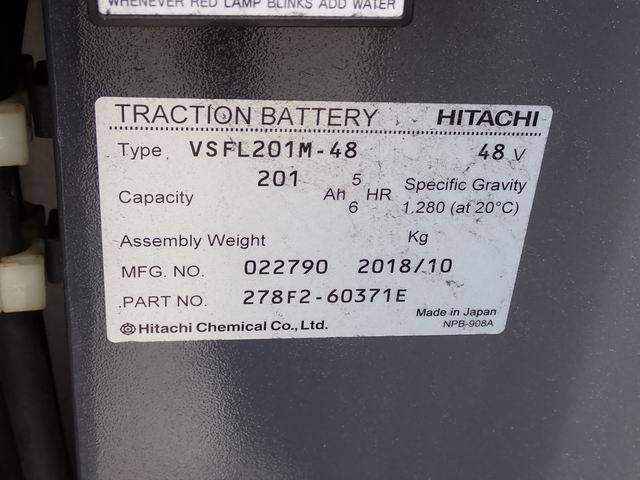 WHENEVER RED LAMP BLINKS ADD WATER
TRACTION BATTERY HITACHI
Type VSFL201M-48 48 V
Capacity 201 Ah 5 6 HR Specific Gravity
1.280 (at 20°C)
Assembly Weight Kg
MFG. NO. 022790 2018/10
PART NO. 278F2-60371E
Hitachi Chemical Co., Ltd. Made in Japan
NPB-908A